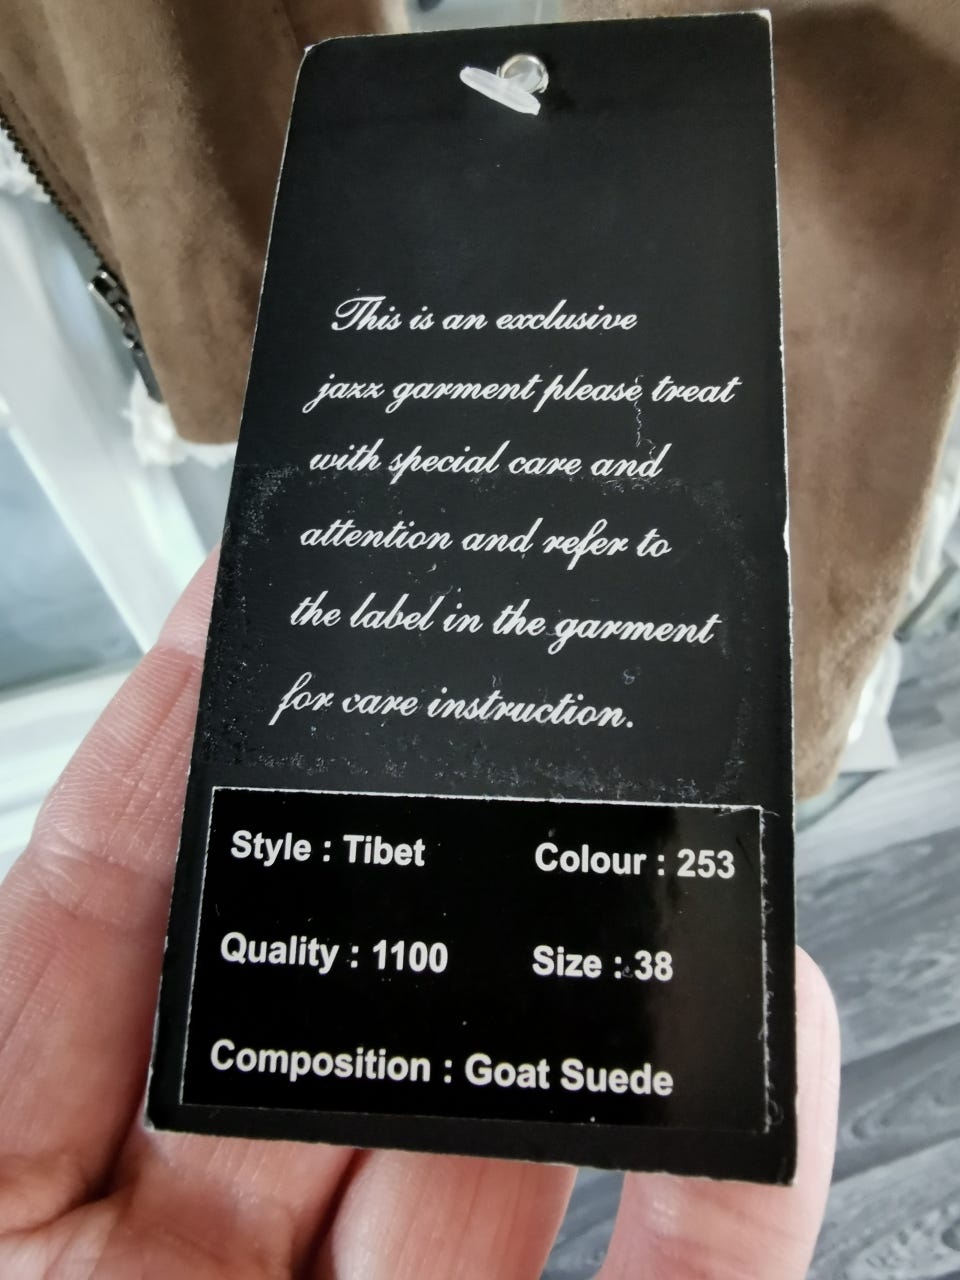 This is an exclusive
jazz garment please treat
with special care and
attention and refer to
the label in the garment
for care instruction.
Style : Tibet Colour : 253
Quality : 1100 Size : 38
Composition : Goat Suede